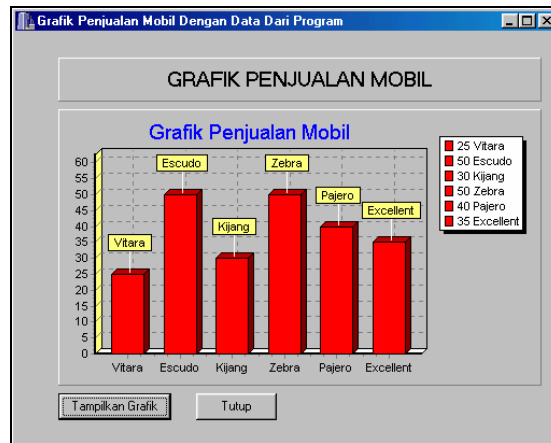 Grafik Penjualan Mobil Dengan Data Dari Program
GRAFIK PENJUALAN MOBIL
Grafik Penjualan Mobil
60
55
50
45
40
35
30
25
20
15
10
5
0
Vitara
Escudo
Kijang
Zebra
Pajero
Excellent
Vitara Escudo Kijang Zebra Pajero Excellent
25 Vitara
50 Escudo
30 Kijang
50 Zebra
40 Pajero
35 Excellent
Tampilkan Grafik
Tutup